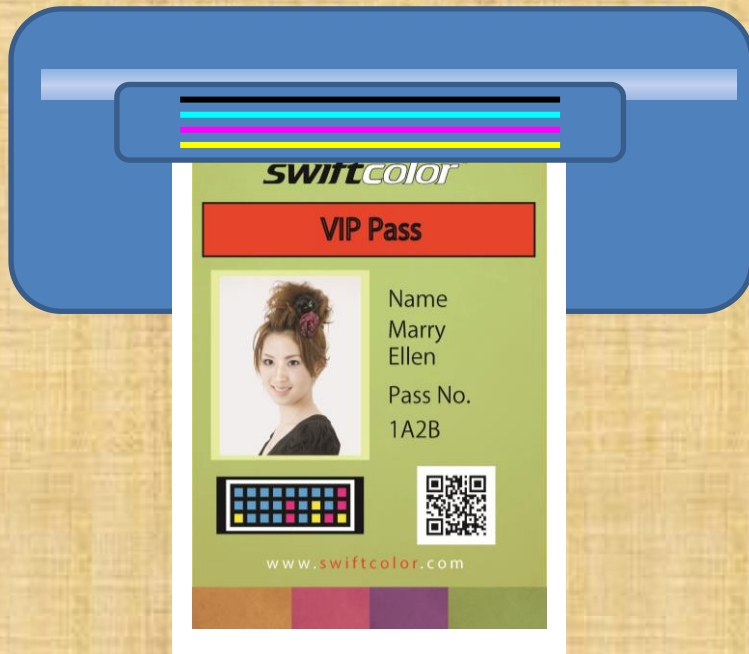 swiftcolor
VIP Pass
Name
Marry
Ellen
Pass No.
1A2B
www.swiftcolor.com